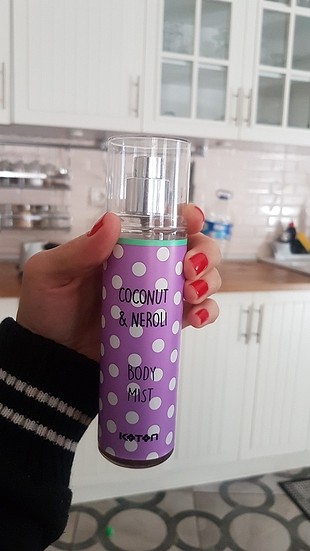 COCONUT
& NEROLI
BODY
MIST
KOTON